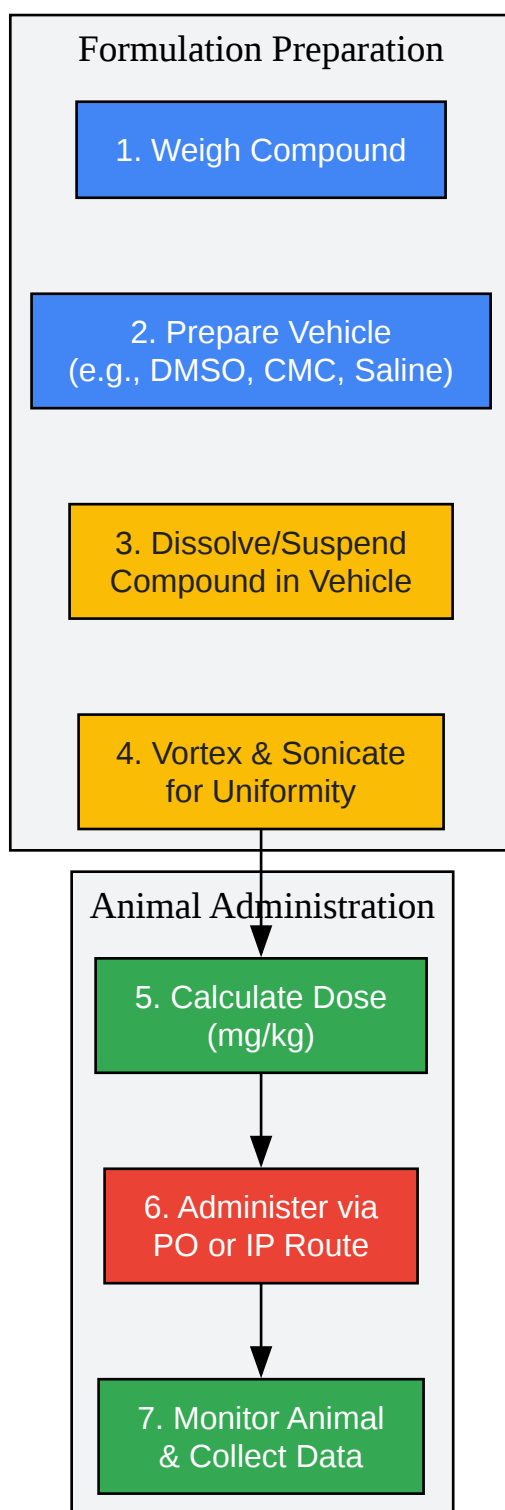 Formulation Preparation
1. Weigh Compound
2. Prepare Vehicle
(e.g., DMSO, CMC, Saline)
3. Dissolve/Suspend
Compound in Vehicle
4. Vortex & Sonicate
for Uniformity
Animal Administration
5. Calculate Dose
(mg/kg)
6. Administer via
PO or IP Route
7. Monitor Animal
& Collect Data